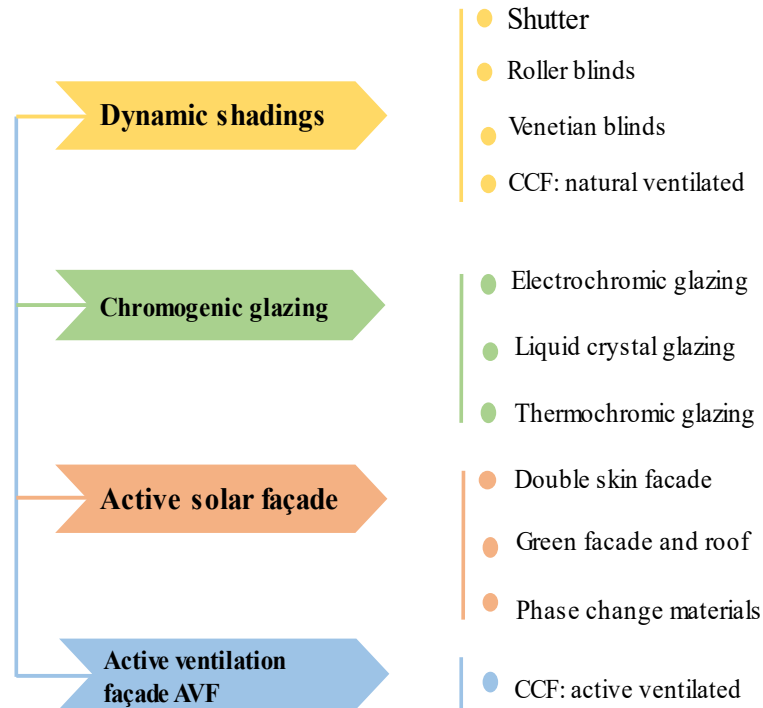 Dynamic shadings
Shutter
Roller blinds
Venetian blinds
CCF: natural ventilated
Chromogenic glazing
Electrochromic glazing
Liquid crystal glazing
Thermochromic glazing
Active solar façade
Double skin facade
Green facade and roof
Phase change materials
Active ventilation
façade AVF
CCF: active ventilated